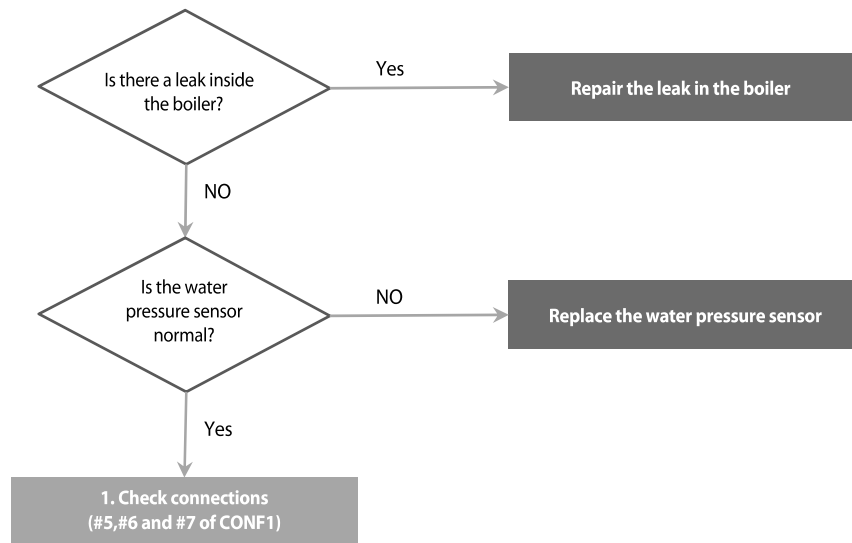 Is there a leak inside
the boiler?
Yes
Repair the leak in the boiler
NO
Is the water
pressure sensor
normal?
NO
Replace the water pressure sensor
Yes
1. Check connections
(#5,#6 and #7 of CONF1)